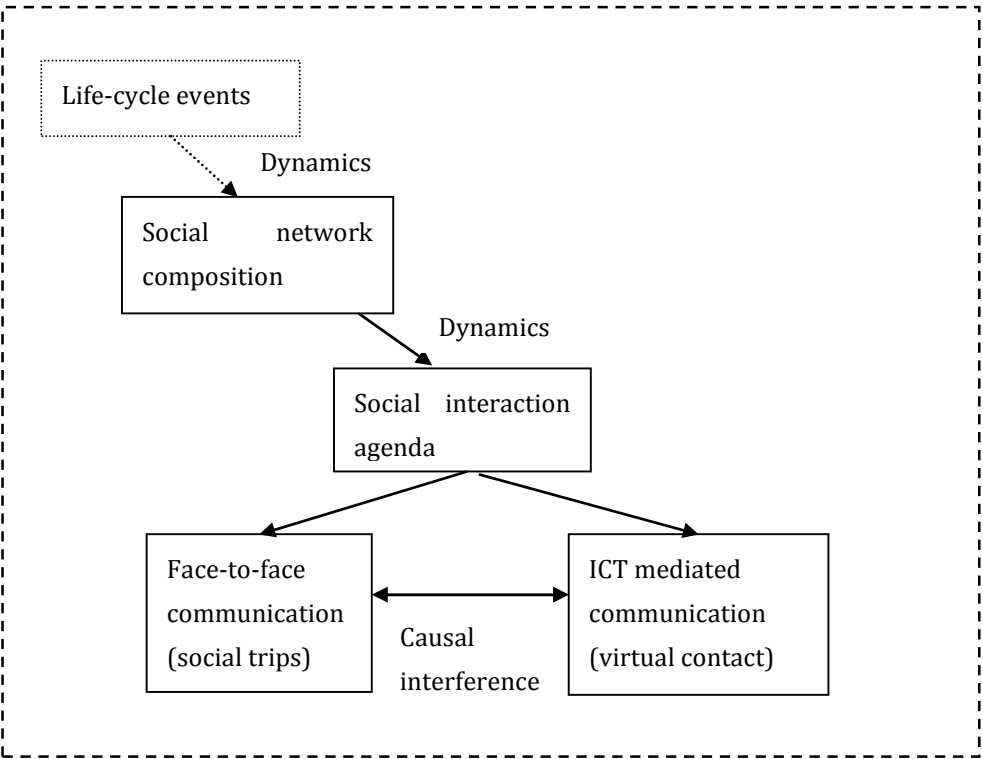 Life-cycle events
Dynamics
Social network
composition
Dynamics
Social interaction
agenda
Face-to-face
communication
(social trips)
Causal
interference
ICT mediated
communication
(virtual contact)